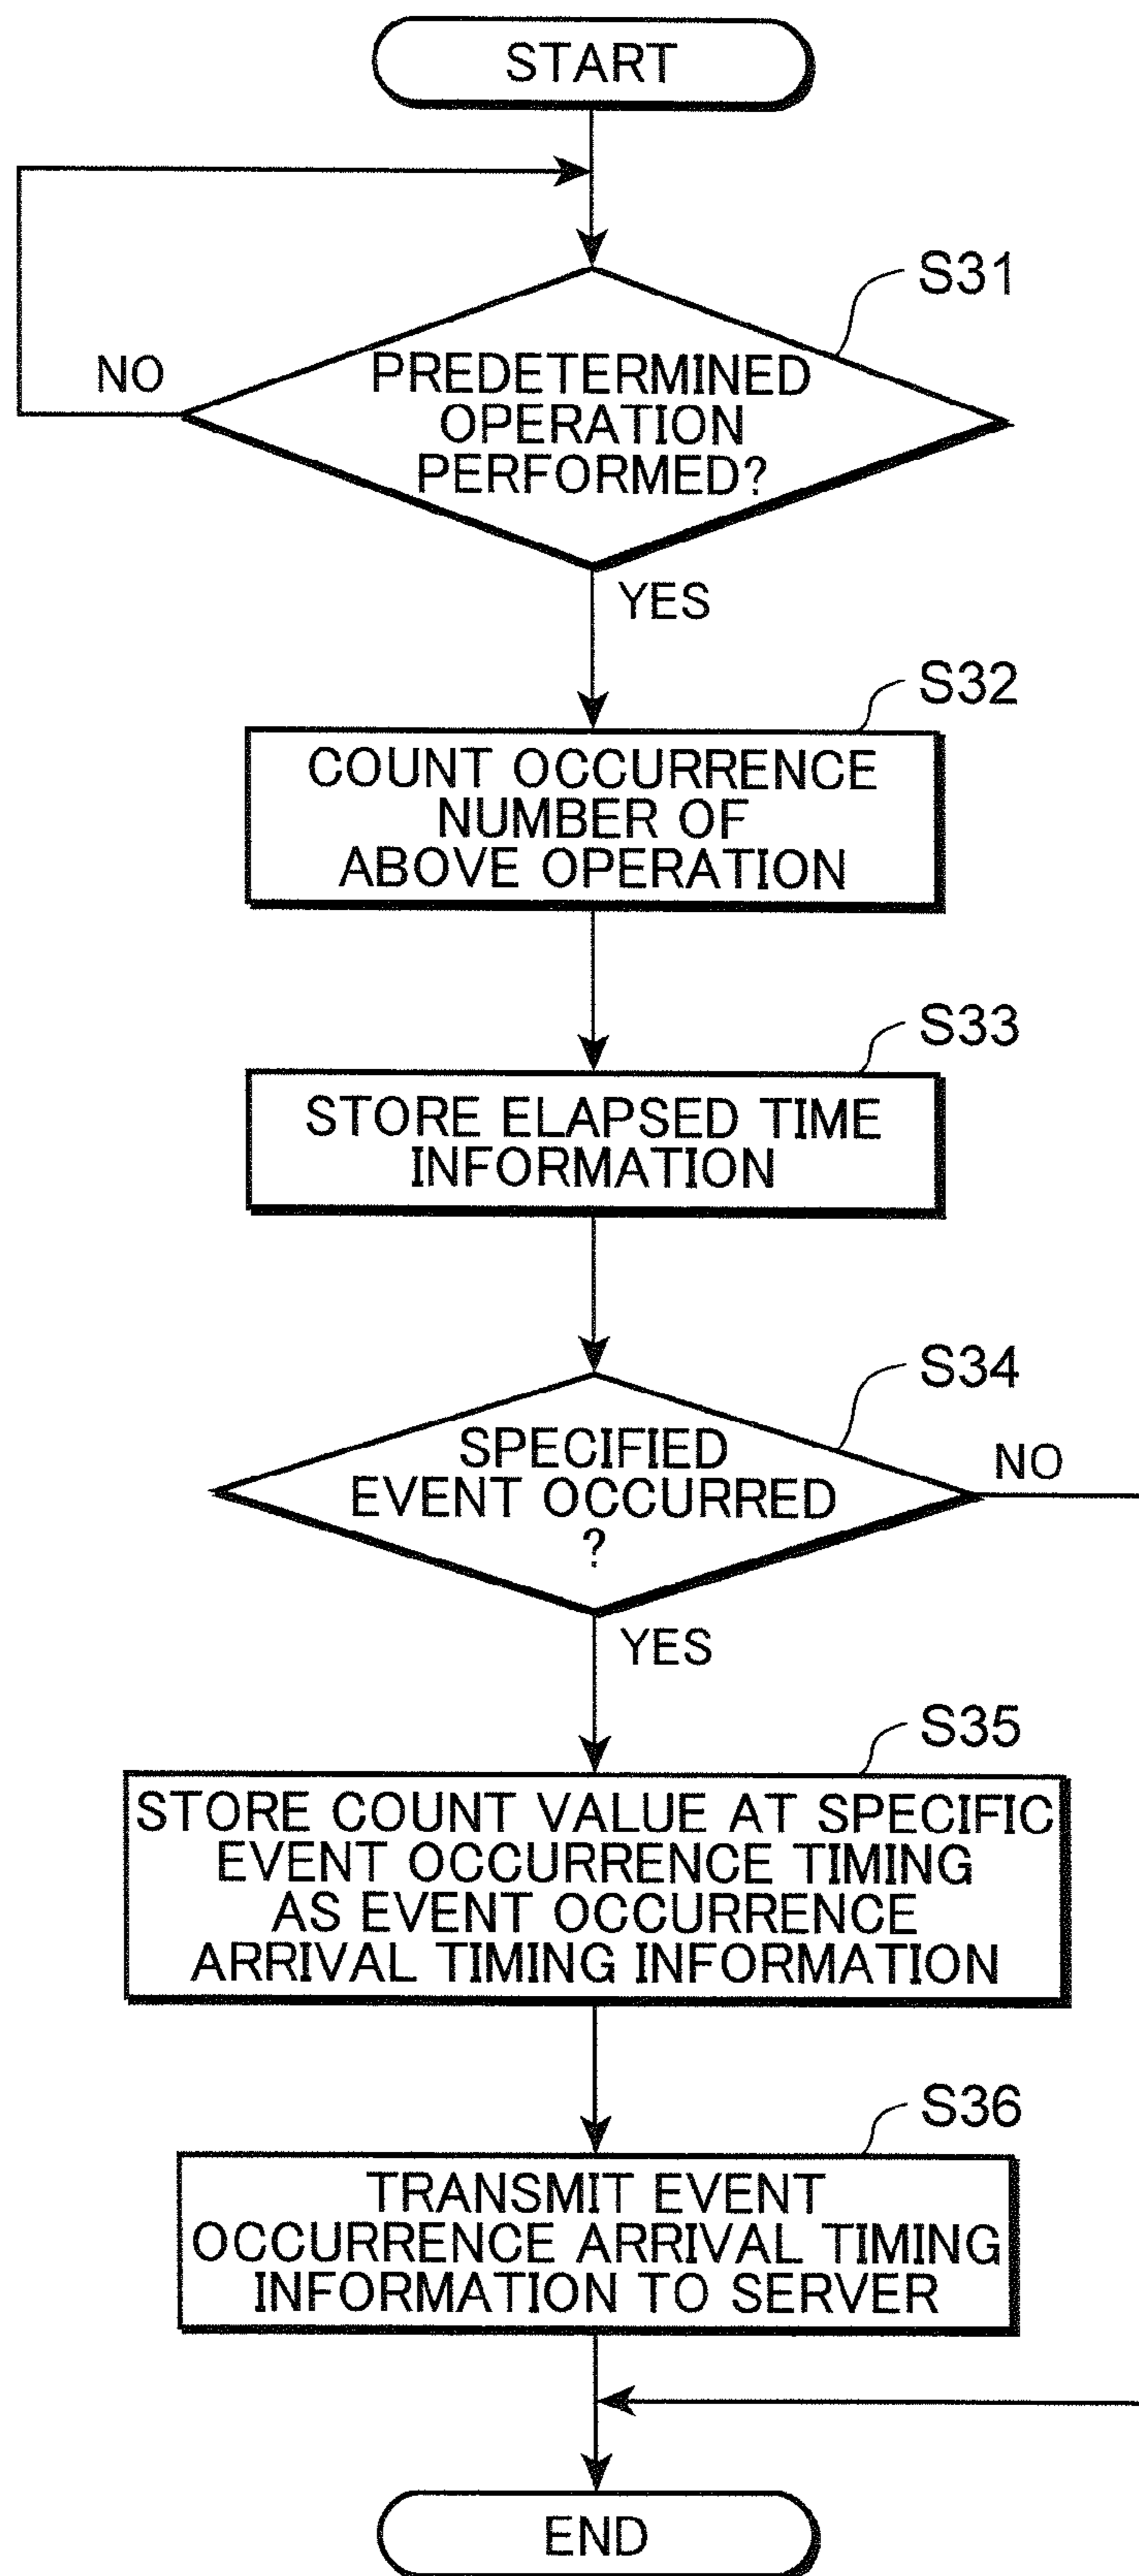 START
S31
NO
PREDETERMINED
OPERATION
PERFORMED?
YES
S32
COUNT OCCURRENCE
NUMBER OF
ABOVE OPERATION
S33
STORE ELAPSED TIME
INFORMATION
S34
SPECIFIED
EVENT OCCURRED
?
NO
YES
S35
STORE COUNT VALUE AT SPECIFIC
EVENT OCCURRENCE TIMING
AS EVENT OCCURRENCE
ARRIVAL TIMING INFORMATION
S36
TRANSMIT EVENT
OCCURRENCE ARRIVAL TIMING
INFORMATION TO SERVER
END